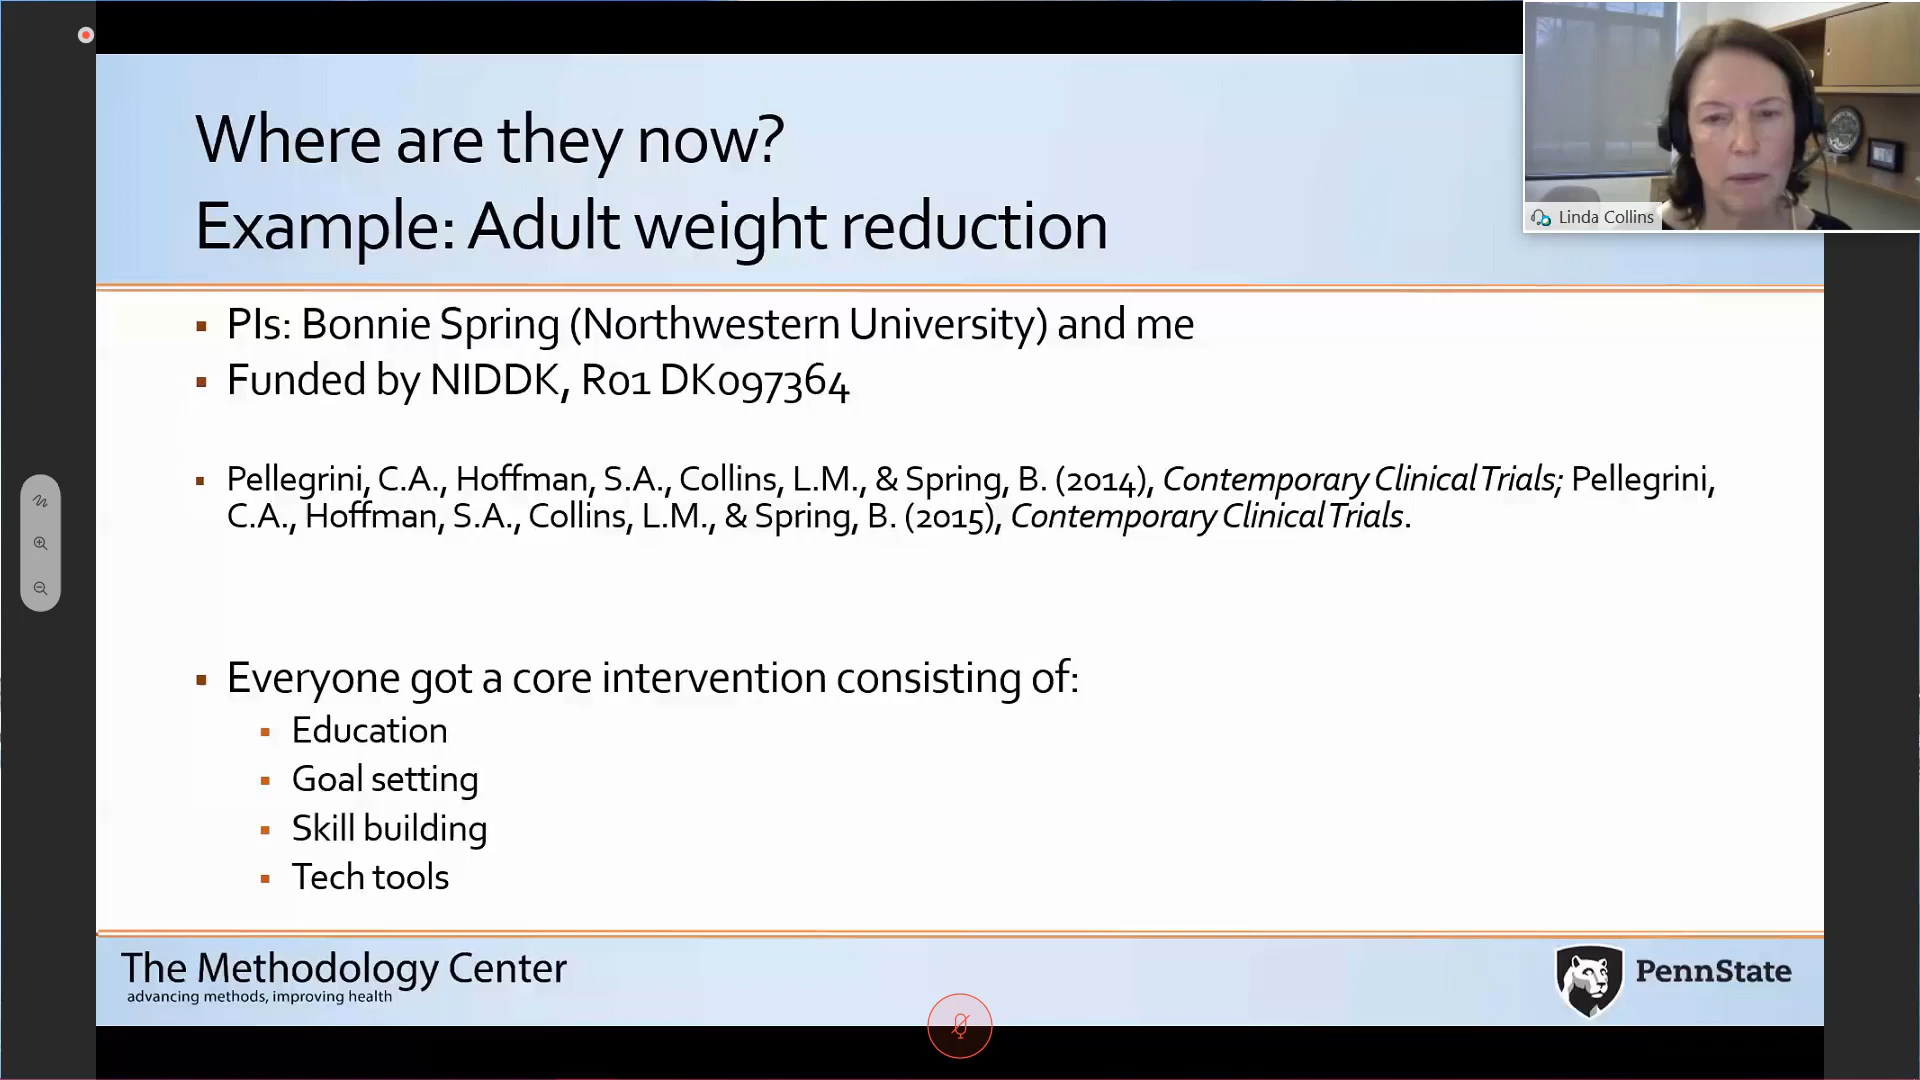 Where are they now?
Example: Adult weight reduction
Linda Collins
▪ PIs: Bonnie Spring (Northwestern University) and me
▪ Funded by NIDDK, R01 DK097364
▪ Pellegrini, C.A., Hoffman, S.A., Collins, L.M., & Spring, B. (2014), Contemporary Clinical Trials; Pellegrini,
C.A., Hoffman, S.A., Collins, L.M., & Spring, B. (2015), Contemporary Clinical Trials.
▪ Everyone got a core intervention consisting of:
▪ Education
▪ Goal setting
▪ Skill building
▪ Tech tools
The Methodology Center
advancing methods, improving health
PennState